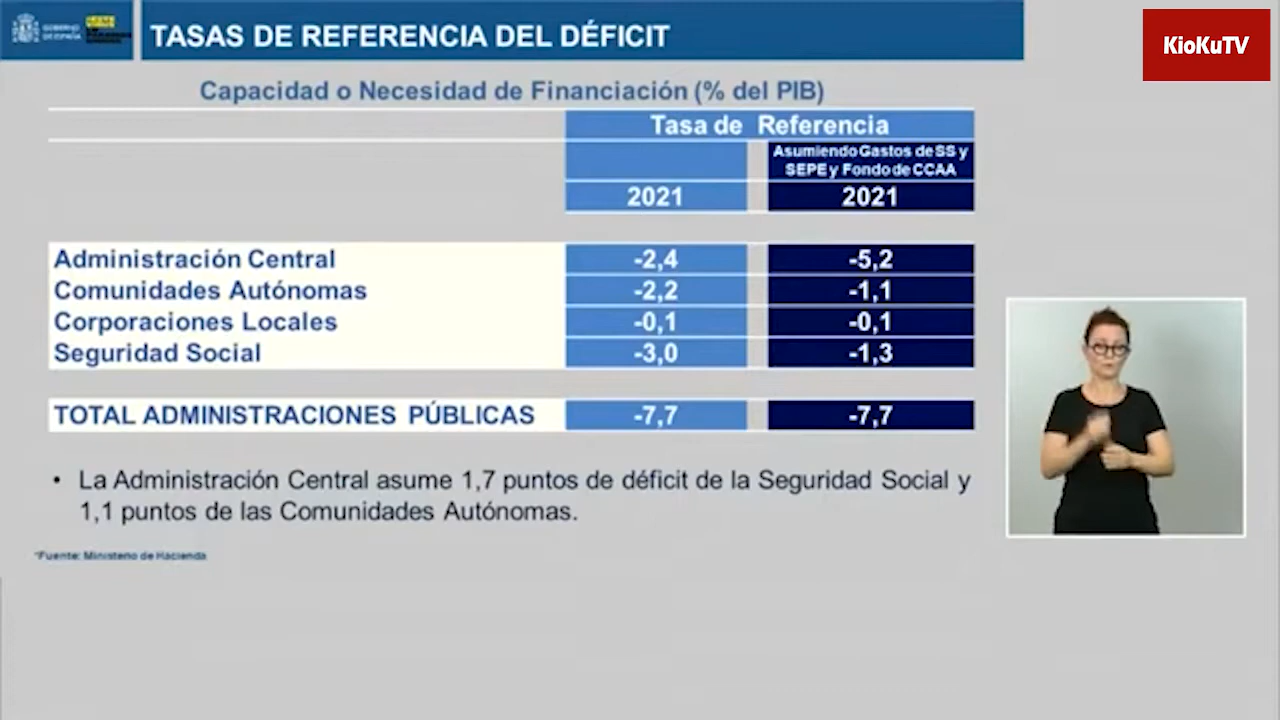 GOBIERNO
DE ESPAÑA
TASAS DE REFERENCIA DEL DÉFICIT
KioKuTV
Capacidad o Necesidad de Financiación (% del PIB)
Tasa de Referencia
Asumiendo Gastos de SS y
SEPE y Fondo de CCAA
2021 2021
Administración Central -2,4 -5,2
Comunidades Autónomas -2,2 -1,1
Corporaciones Locales -0,1 -0,1
Seguridad Social -3,0 -1,3
TOTAL ADMINISTRACIONES PÚBLICAS -7,7 -7,7
• La Administración Central asume 1,7 puntos de déficit de la Seguridad Social y
1,1 puntos de las Comunidades Autónomas.
*Fuente: Ministerio de Hacienda